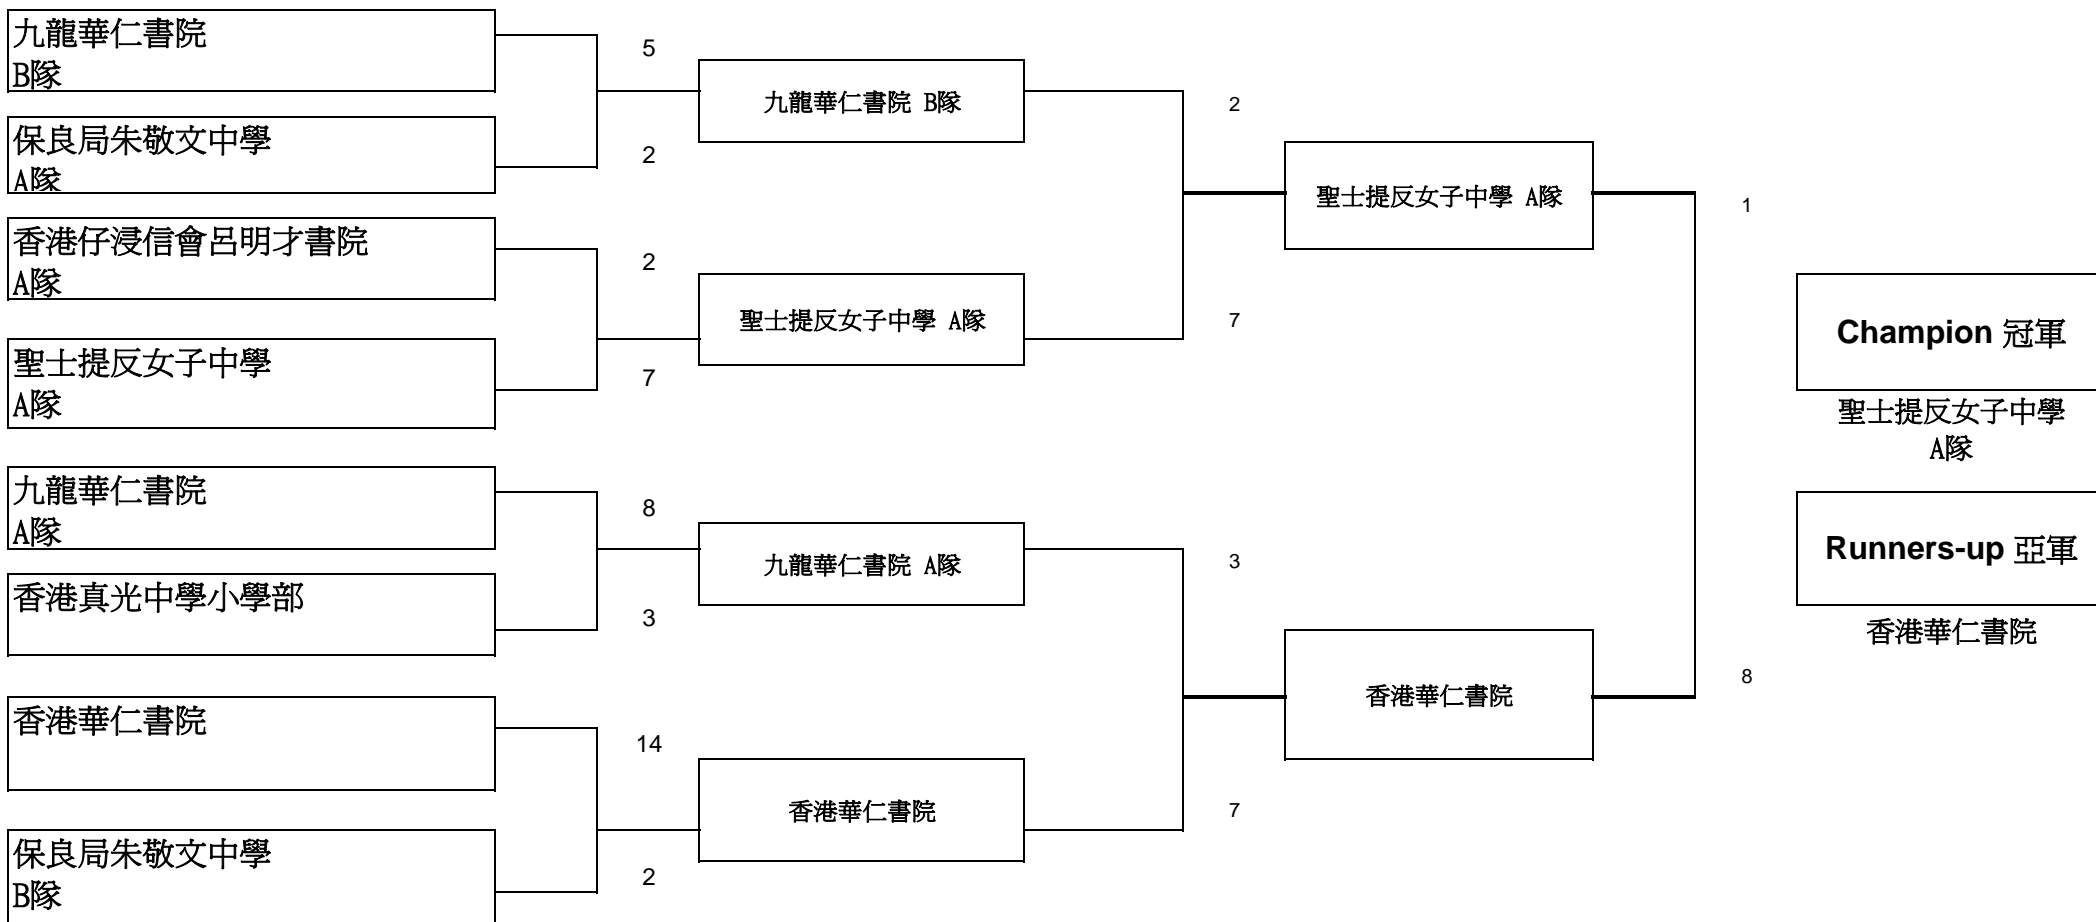 九龍華仁書院
B隊
5
九龍華仁書院 B隊
2
保良局朱敬文中學
A隊
2
聖士提反女子中學 A隊
1
香港仔浸信會呂明才書院
A隊
2
聖士提反女子中學 A隊
7
聖士提反女子中學
A隊
7
Champion 冠軍
聖士提反女子中學
A隊
九龍華仁書院
A隊
8
九龍華仁書院 A隊
3
Runners-up 亞軍
香港華仁書院
香港真光中學小學部
3
香港華仁書院
8
香港華仁書院
14
香港華仁書院
7
保良局朱敬文中學
B隊
2